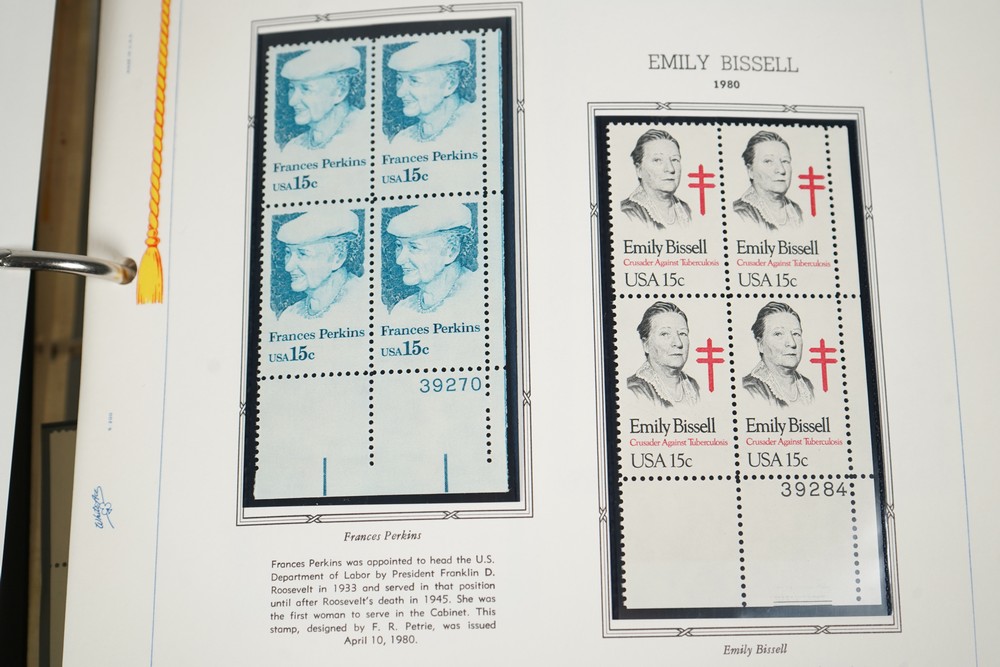 Frances Perkins
USA 15c
Frances Perkins
USA 15c
Frances Perkins
USA 15c
Frances Perkins
USA 15c
39270
Frances Perkins
Frances Perkins was appointed to head the U.S.
Department of Labor by President Franklin D.
Roosevelt in 1933 and served in that position
until after Roosevelt's death in 1945. She was
the first woman to serve in the Cabinet. This
stamp, designed by F. R. Petrie, was issued
April 10, 1980.
EMILY BISSELL
1980
Emily Bissell
Crusader Against Tuberculosis
USA 15c
Emily Bissell
Crusader Against Tuberculosis
USA 15c
Emily Bissell
Crusader Against Tuberculosis
USA 15c
Emily Bissell
Crusader Against Tuberculosis
USA 15c
39284
Emily Bissell